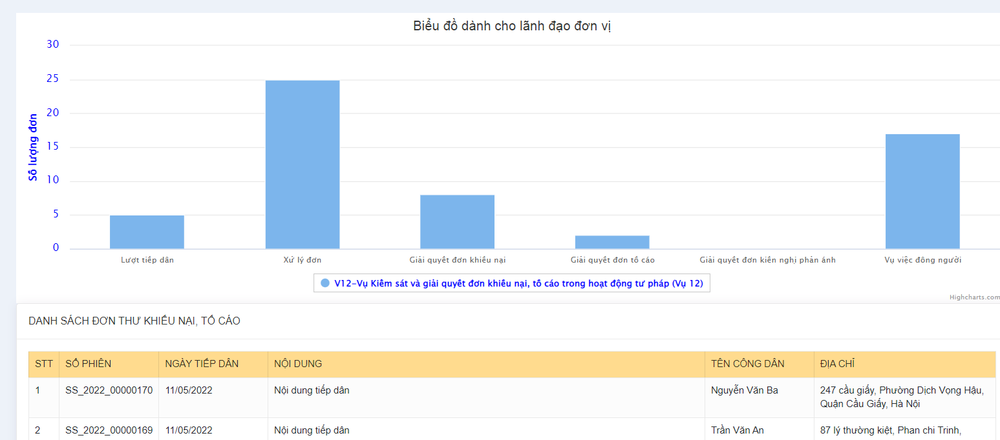 Biểu đồ dành cho lãnh đạo đơn vị
30
25
20
15
10
5
0
Số lượng đơn
Lượt tiếp dân
Xử lý đơn
Giải quyết đơn khiếu nại
Giải quyết đơn tố cáo
Giải quyết đơn kiến nghị phản ánh
Vụ việc đông người
V12-Vụ Kiểm sát và giải quyết đơn khiếu nại, tố cáo trong hoạt động tư pháp (Vụ 12)
Highcharts.com
DANH SÁCH ĐƠN THƯ KHIẾU NẠI, TỐ CÁO
STT SỐ PHIÊN NGÀY TIẾP DÂN NỘI DUNG TÊN CÔNG DÂN ĐỊA CHỈ
1 SS_2022_00000170 11/05/2022 Nội dung tiếp dân Nguyễn Văn Ba 247 cầu giấy, Phường Dịch Vọng Hậu,
Quận Cầu Giấy, Hà Nội
2 SS_2022_00000169 11/05/2022 Nội dung tiếp dân Trần Văn An 87 lý thường kiệt, Phan chi Trinh,